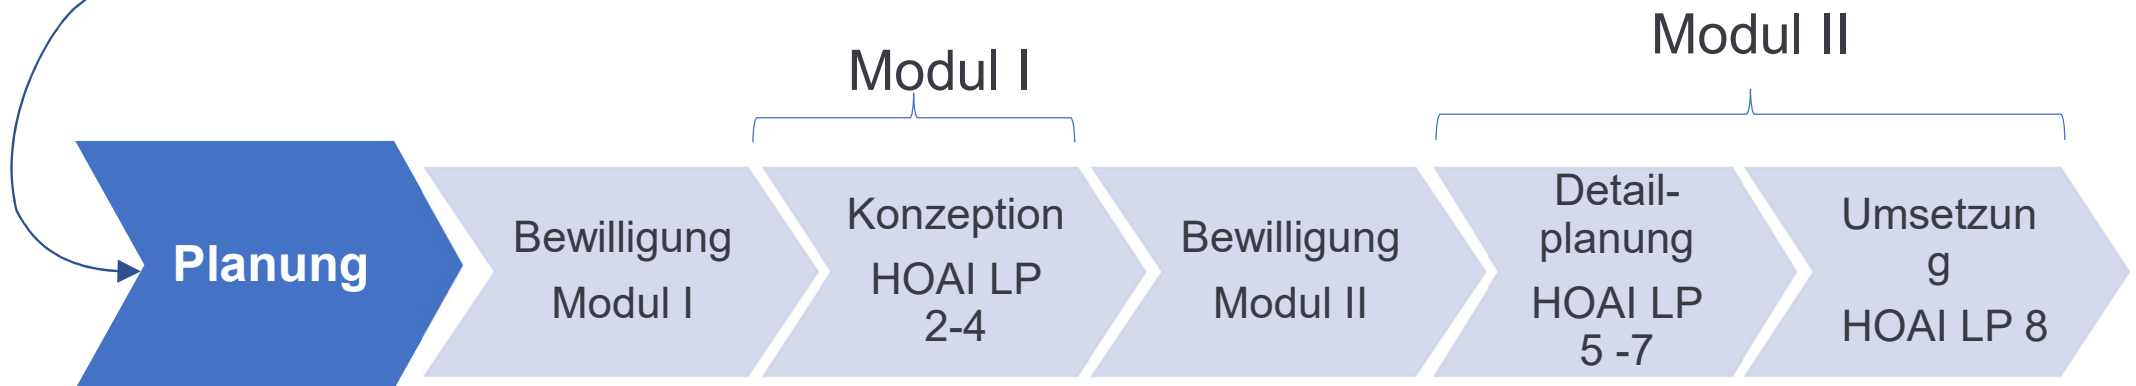 Modul I
Modul II
Planung
Bewilligung
Modul I
Konzeption
HOAI LP
2-4
Bewilligung
Modul II
Detail-
planung
HOAI LP
5 -7
Umsetzun
g
HOAI LP 8